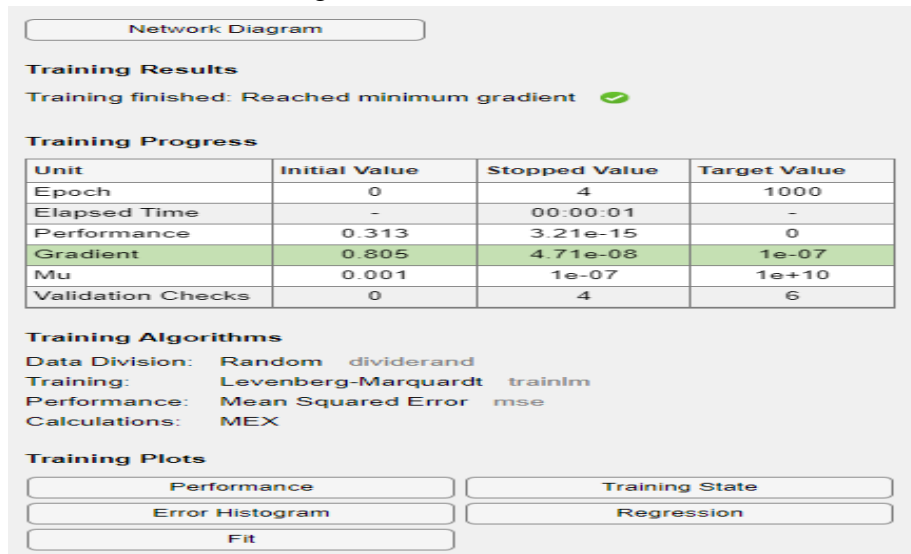 Network Diagram
Training Results
Training finished: Reached minimum gradient
Training Progress
Unit Initial Value Stopped Value Target Value
Epoch 0 4 1000
Elapsed Time - 00:00:01 -
Performance 0.313 3.21e-15 0
Gradient 0.805 4.71e-08 1e-07
Mu 0.001 1e-07 1e+10
Validation Checks 0 4 6
Training Algorithms
Data Division: Random dividerand
Training: Levenberg-Marquardt trainlm
Performance: Mean Squared Error mse
Calculations: MEX
Training Plots
Performance Training State
Error Histogram Regression
Fit